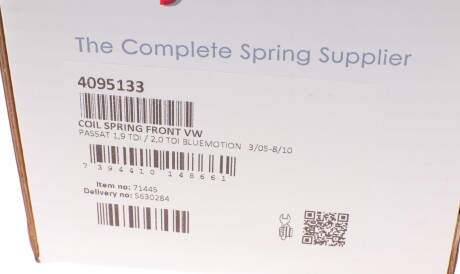 The Complete Spring Supplier
4095133
COIL SPRING FRONT VW
PASSAT 1,9 TDI / 2,0 TDI BLUEMOTION 3/05-8/10
7 394410 148661
Item no: 71445
Delivery no: S630284